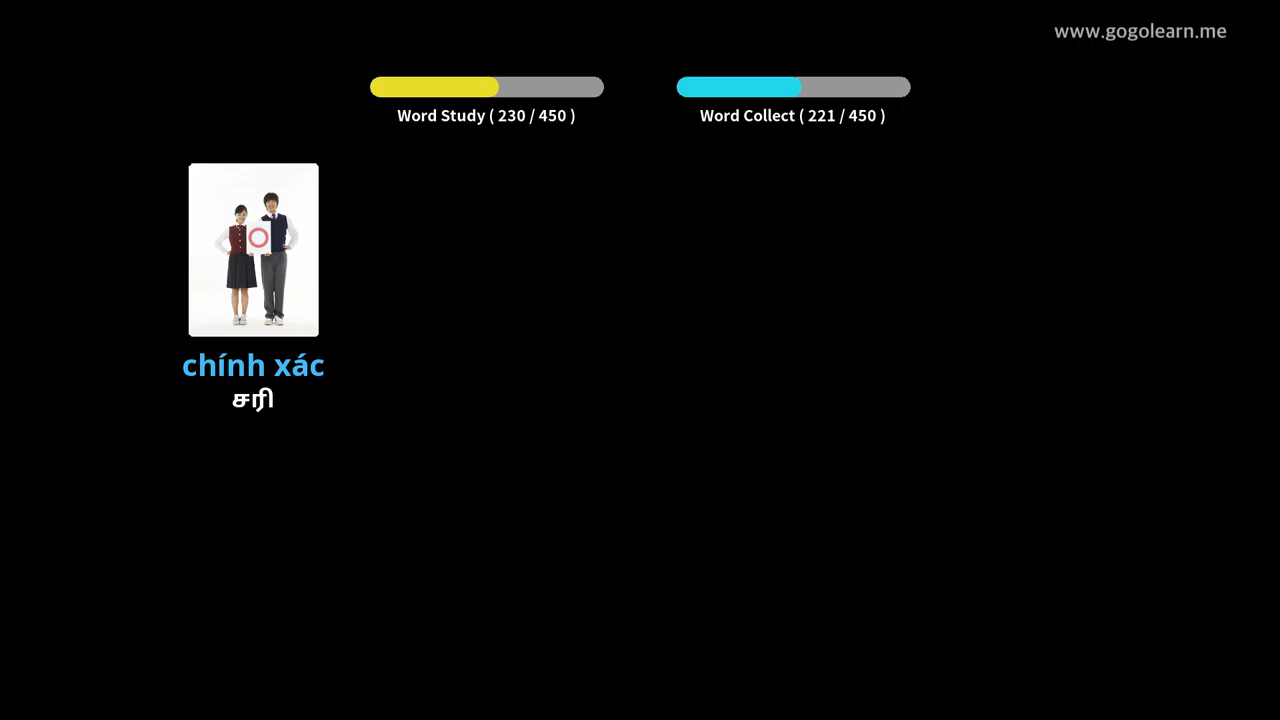 www.gogolearn.me
Word Study ( 230 / 450 )
Word Collect ( 221 / 450 )
chính xác
சரி